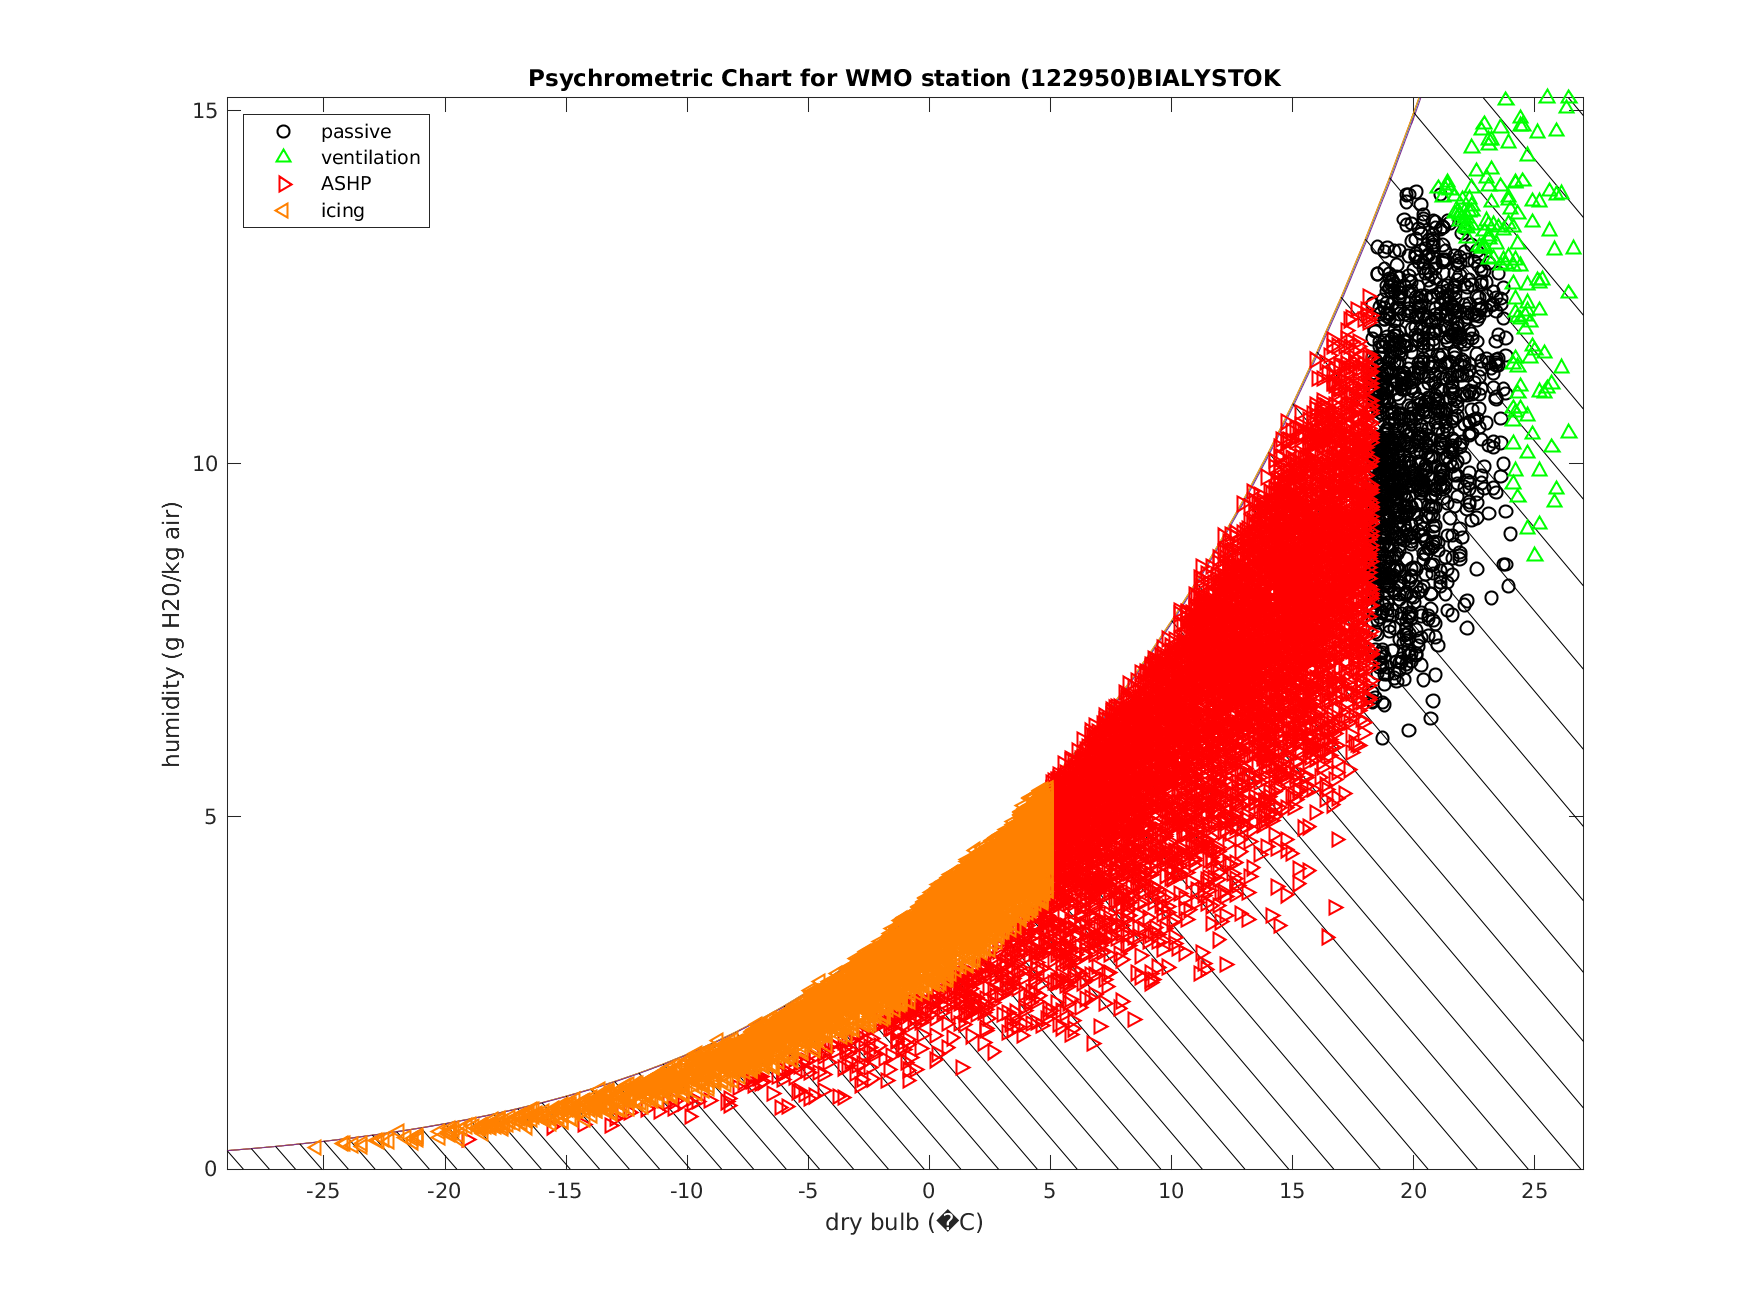 Psychrometric Chart for WMO station (122950)BIALYSTOK
passive
ventilation
ASHP
icing
humidity (g H20/kg air)
15
10
5
0
-25 -20 -15 -10 -5 0 5 10 15 20 25
dry bulb (�C)